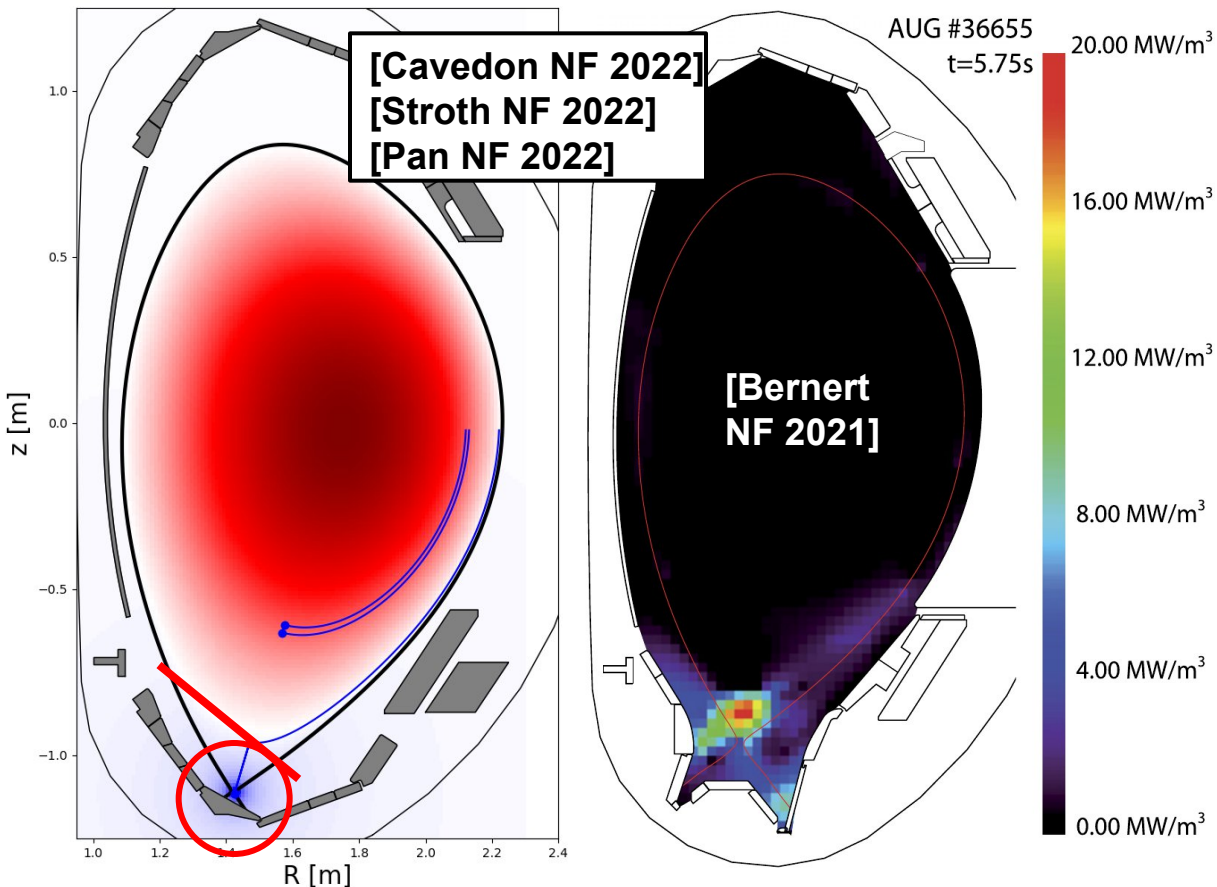 [Cavedon NF 2022]
[Stroth NF 2022]
[Pan NF 2022]
1.0
0.5
0.0
−0.5
−1.0
z [m]
1.0
1.2
1.4
1.6
1.8
2.0
2.2
2.4
R [m]
AUG #36655
t=5.75s
[Bernert
NF 2021]
20.00 MW/m³
16.00 MW/m³
12.00 MW/m³
8.00 MW/m³
4.00 MW/m³
0.00 MW/m³